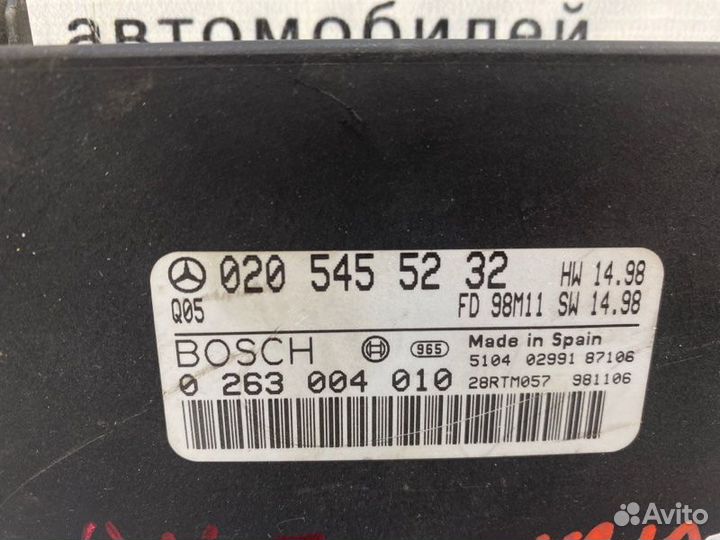 автомобилей
020 545 52 32 HW 14.98
Q05 FD 98M11 SW 14.98
BOSCH 965 Made in Spain
5104 02991 87106
0 263 004 010 28RTM057 981106
Avito